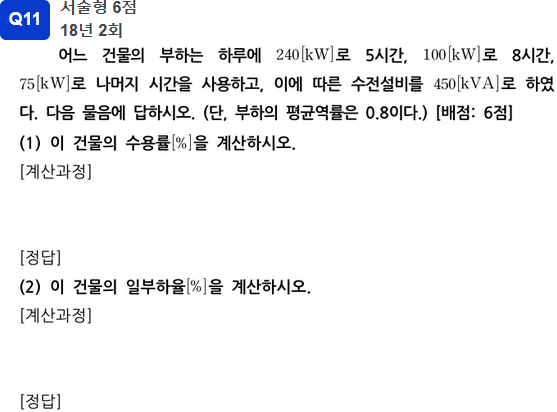 Q11
서술형 6점
18년 2회
어느 건물의 부하는 하루에 240[kW]로 5시간, 100[kW]로 8시간,
75[kW]로 나머지 시간을 사용하고, 이에 따른 수전설비를 450[kVA]로 하였
다. 다음 물음에 답하시오. (단, 부하의 평균역률은 0.8이다.) [배점: 6점]
(1) 이 건물의 수용률[%]을 계산하시오.
[계산과정]
[정답]
(2) 이 건물의 일부하율[%]을 계산하시오.
[계산과정]
[정답]